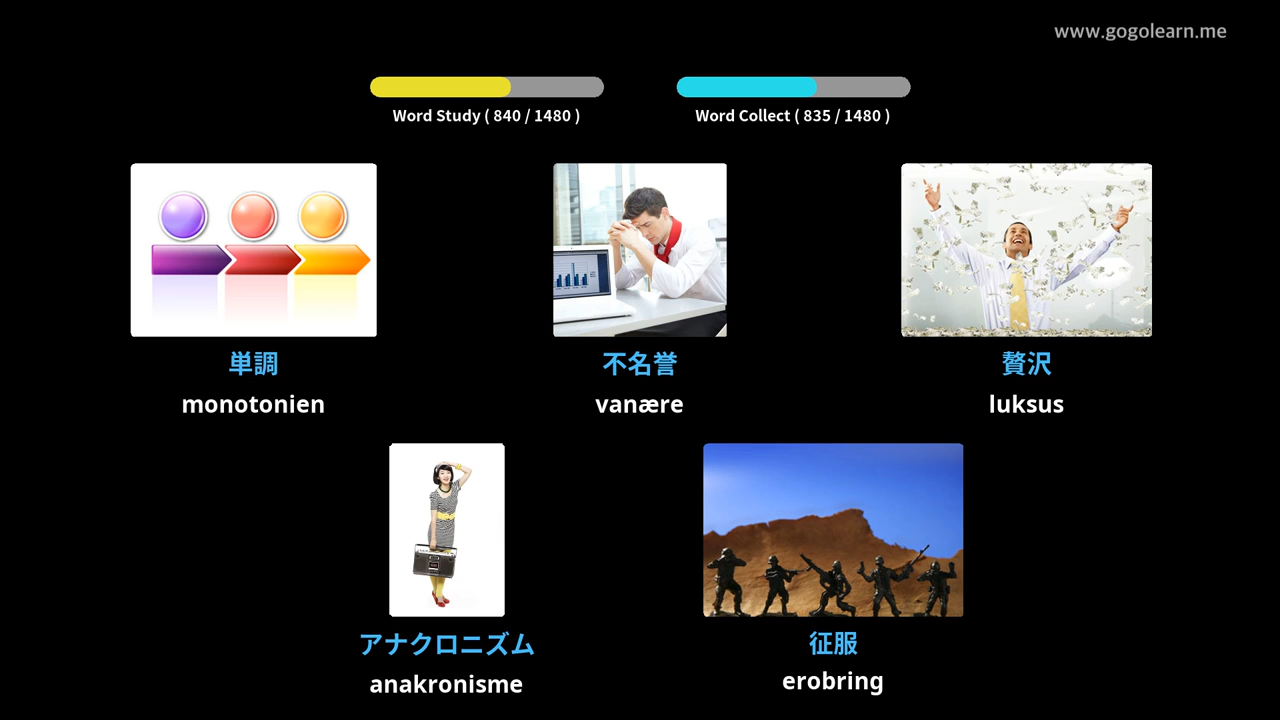 www.gogolearn.me
Word Study ( 840 / 1480 )
Word Collect ( 835 / 1480 )
単調
monotonien
不名誉
vanære
贅沢
luksus
アナクロニズム
anakronisme
征服
erobring